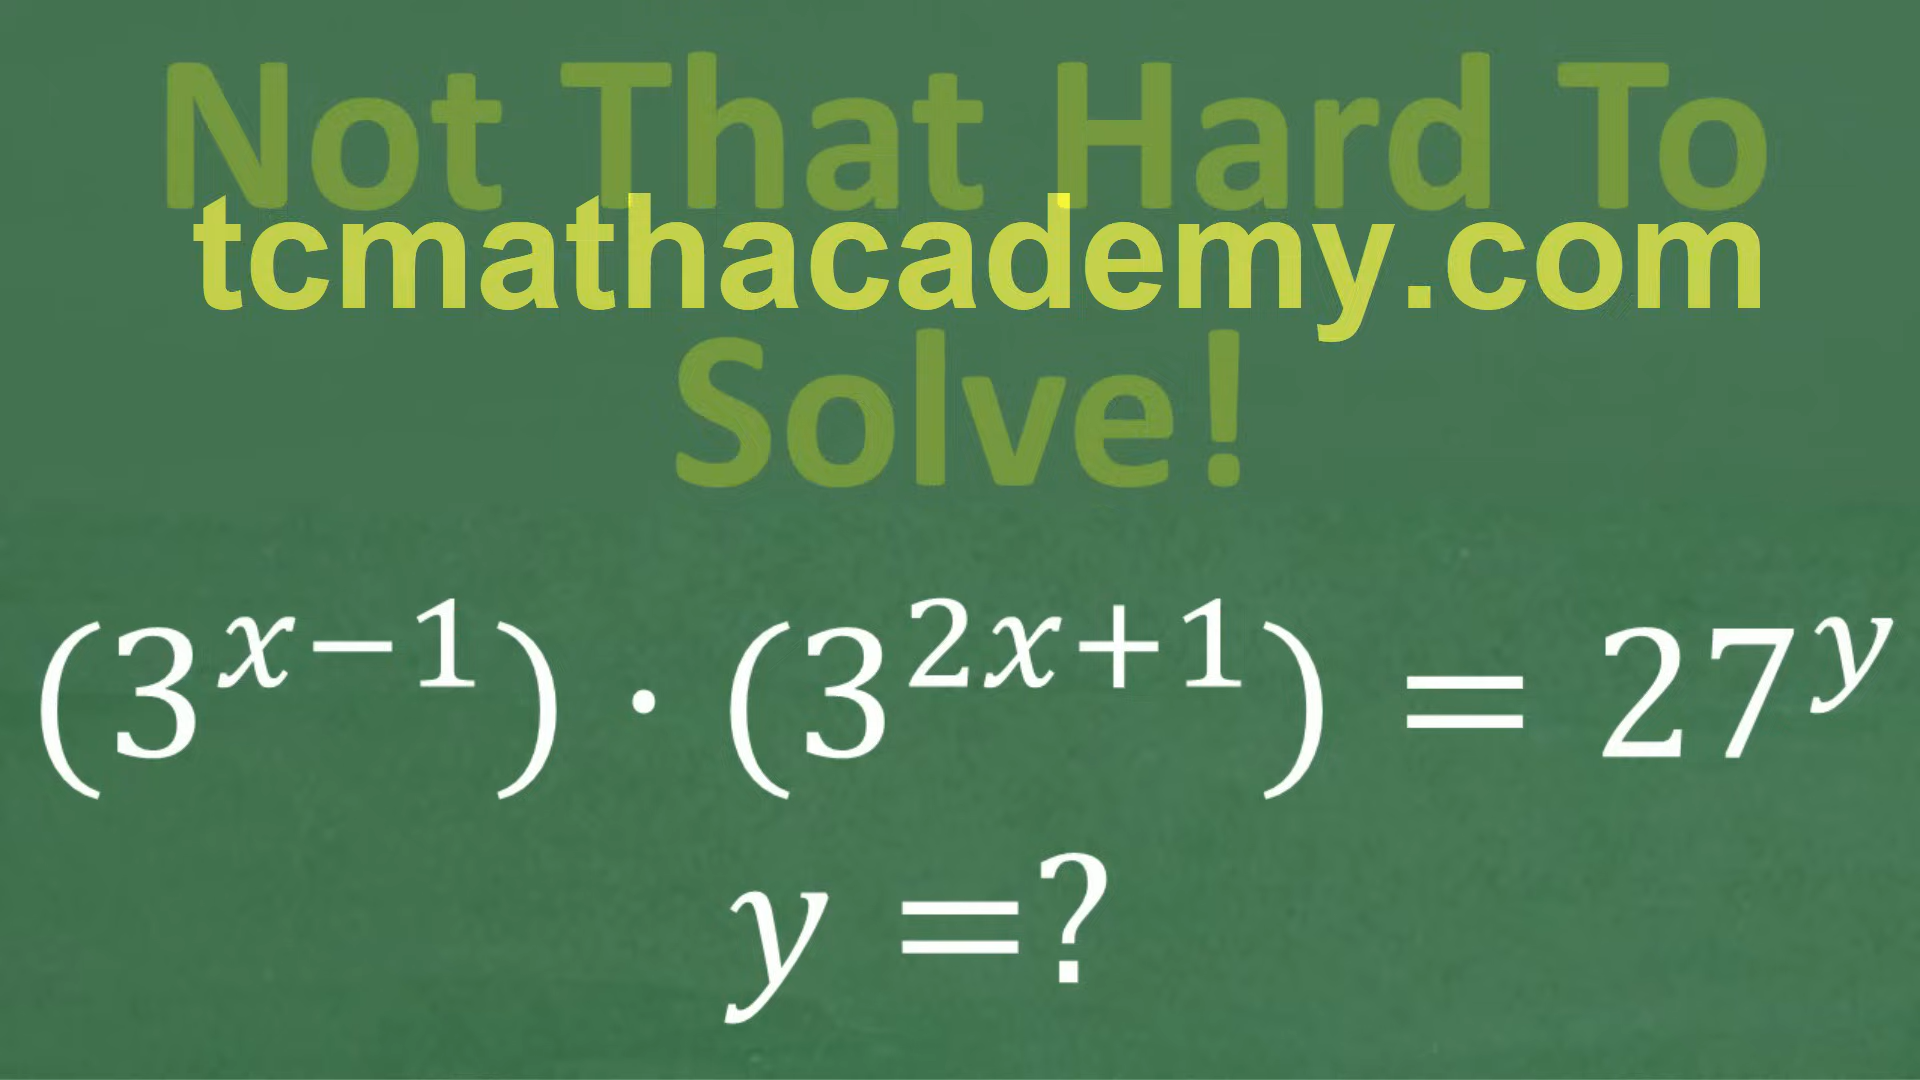 Not That Hard To
tcmathacademy.com
Solve!
(3^{x−1}) · (3^{2x+1}) = 27^y
y =?